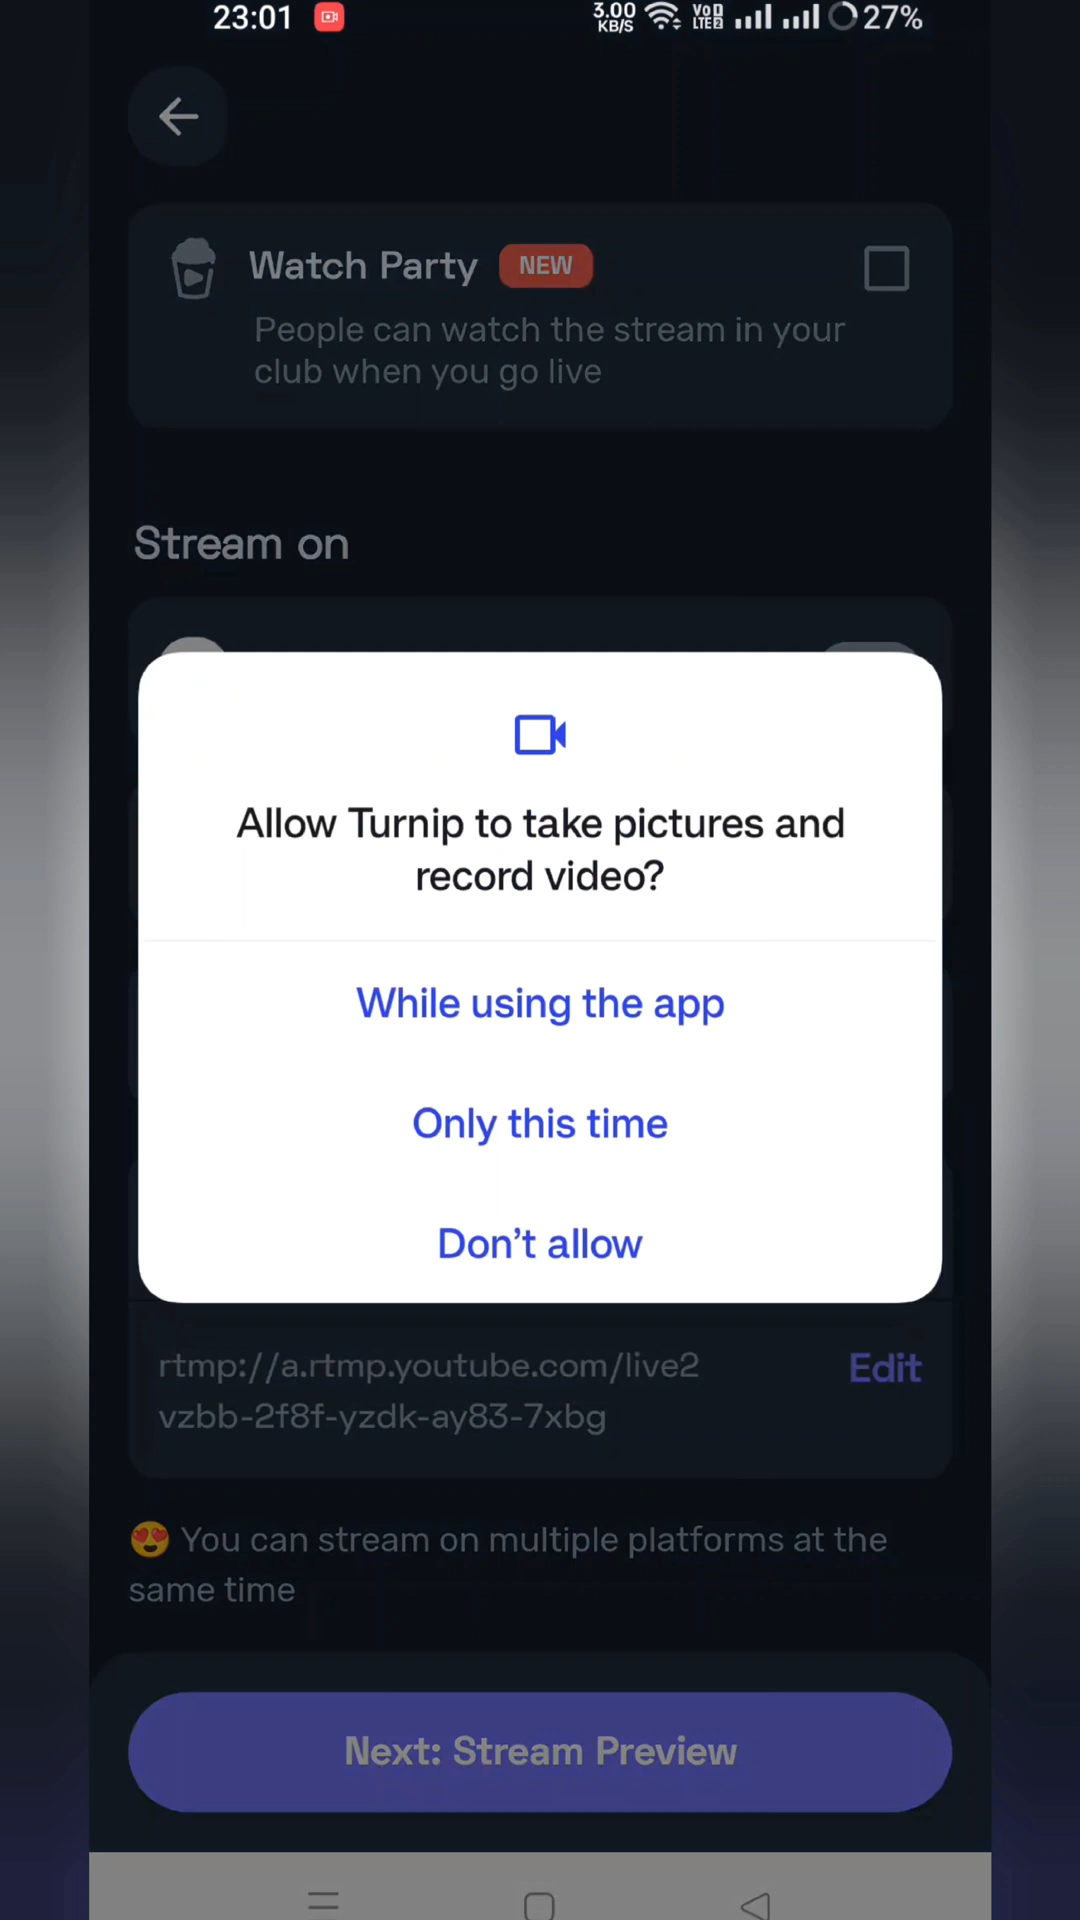 23:01
3.00
KB/S
VoD
LTE2
27%
Watch Party
NEW
People can watch the stream in your
club when you go live
Stream on
Allow Turnip to take pictures and
record video?
While using the app
Only this time
Don’t allow
rtmp://a.rtmp.youtube.com/live2
Edit
vzbb-2f8f-yzdk-ay83-7xbg
😍 You can stream on multiple platforms at the
same time
Next: Stream Preview